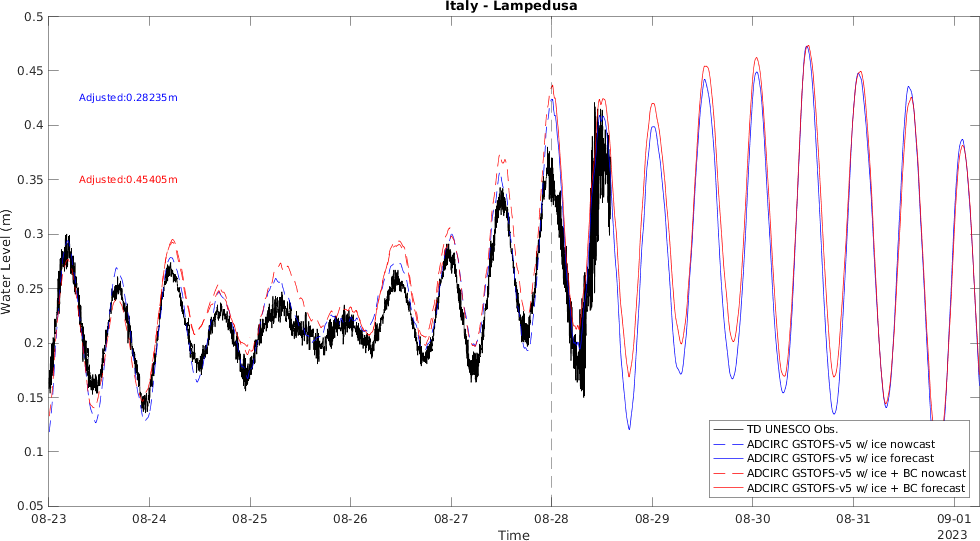 Italy - Lampedusa
0.5
0.45
0.4
0.35
0.3
0.25
0.2
0.15
0.1
0.05
Water Level (m)
Adjusted:0.28235m
Adjusted:0.45405m
TD UNESCO Obs.
ADCIRC GSTOFS-v5 w/ ice nowcast
ADCIRC GSTOFS-v5 w/ ice forecast
ADCIRC GSTOFS-v5 w/ ice + BC nowcast
ADCIRC GSTOFS-v5 w/ ice + BC forecast
08-23 08-24 08-25 08-26 08-27 08-28 08-29 08-30 08-31 09-01
2023
Time